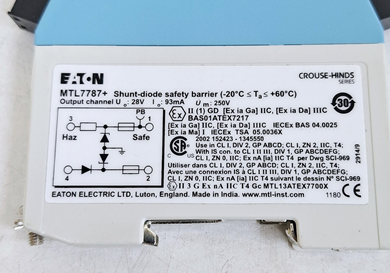 EATON
CROUSE-HINDS
SERIES
MTL7787+ Shunt-diode safety barrier (-20°C ≤ Ta ≤ +60°C)
Output channel Uo: 28V Io: 93mA Um: 250V
II (1) GD [Ex ia Ga] IIC, [Ex ia Da] IIIC
BAS01ATEX7217
[Ex ia Ga] IIC, [Ex ia Da] IIIC IECEx BAS 04.0025
[Ex ia Ma] I IECEx TSA 05.0036X
2002 152423 - 1345550
CL I, DIV 2, GP ABCD, CL I, ZN 2, IIC, T4.
With IS con. to CL I II III, DIV 1, GP ABCDEFG;
CL I, ZN 0, IIC; Ex nA [ia] IIC T4 per Dwg SCI-969
Utiliser dans CL I, DIV 2, GP ABCD; CL I, ZN 2, IIC, T4.
SI avec CL I II III, DIV 1, GP ABCDEFG;
CL I, ZN 0, IIC; Ex nA [ia] IIC T4 suivant le dessin Nº SCI-969
II 3 G Ex nA IIC T4 Gc MTL13ATEX7700X
PB
3
1
Haz
Safe
4
2
30
2914/9
EATON ELECTRIC LTD, Luton, England. Made in India. www.mtl-inst.com
1180